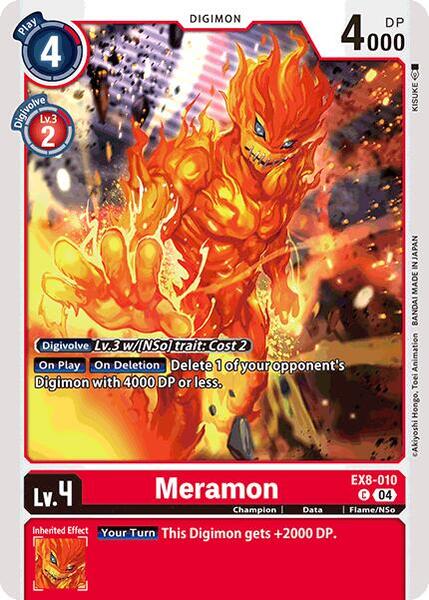 Play
4
DIGIMON
DP
4000
Digivolve
Lv.3
2
KISUKE
©Akiyoshi Hongo, Toei Animation BANDAI MADE IN JAPAN
Digivolve Lv.3 w/[NSo] trait: Cost 2
On Play On Deletion Delete 1 of your opponent's
Digimon with 4000 DP or less.
Lv.4
Meramon
EX8-010
C 04
Champion | Data | Flame/NSo
Inherited Effect
Your Turn This Digimon gets +2000 DP.